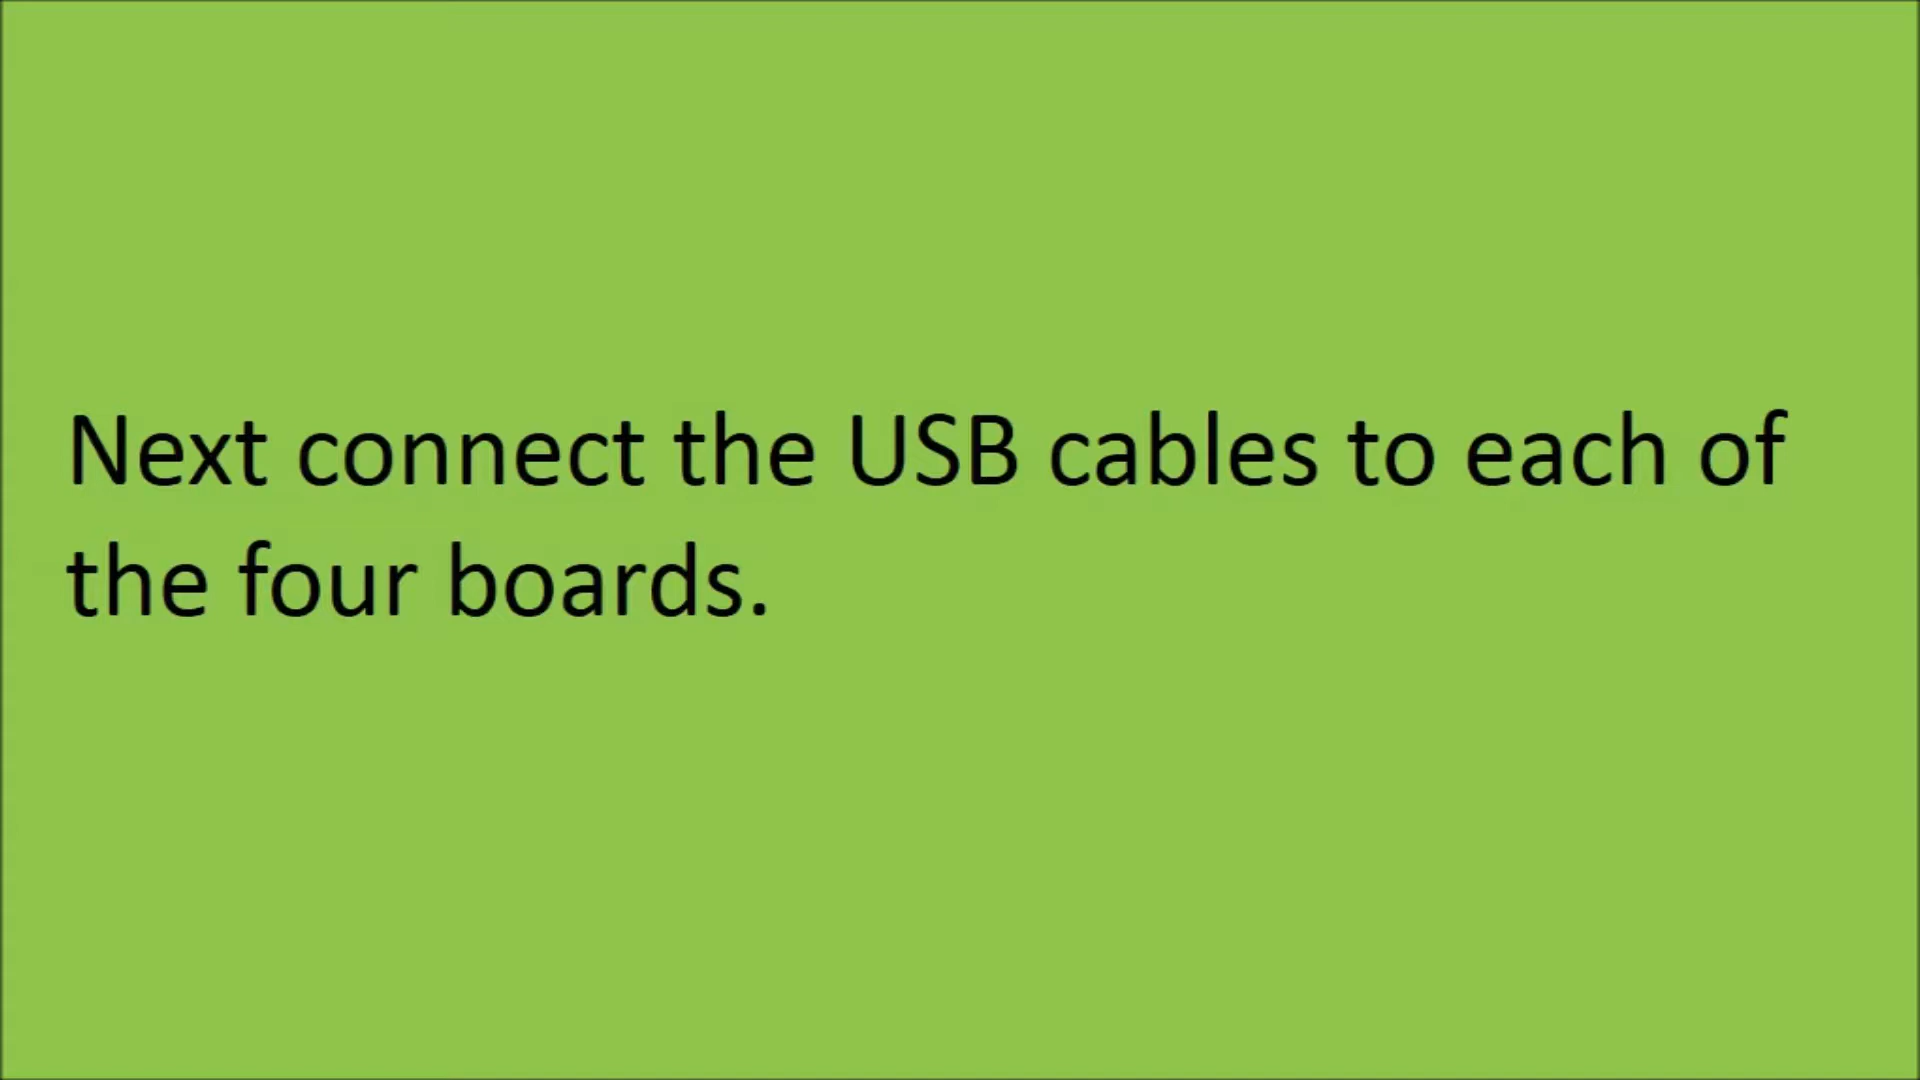 Next connect the USB cables to each of
the four boards.